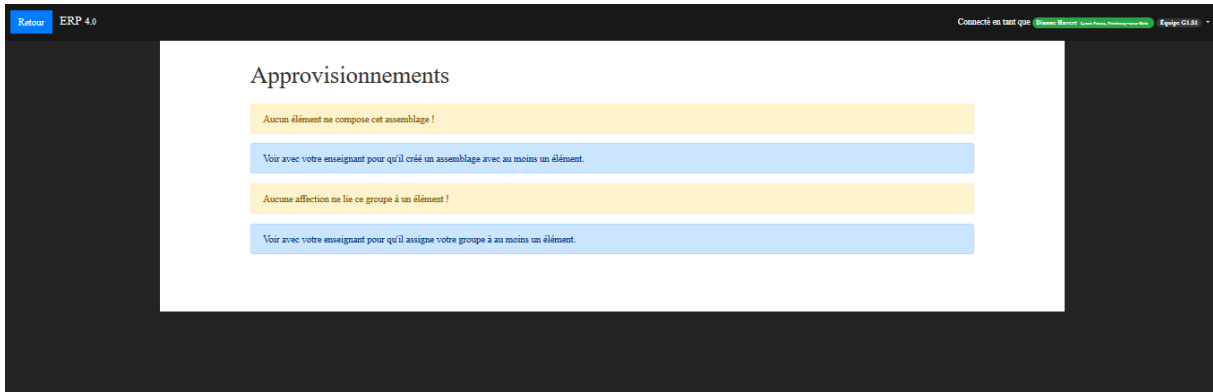 Retour ERP 4.0 Connecté en tant que Dianne Havert Équipe G1.S1
Approvisionnements
Aucun élément ne compose cet assemblage !
Voir avec votre enseignant pour qu'il créé un assemblage avec au moins un élément.
Aucune affection ne lie ce groupe à un élément !
Voir avec votre enseignant pour qu'il assigne votre groupe à au moins un élément.